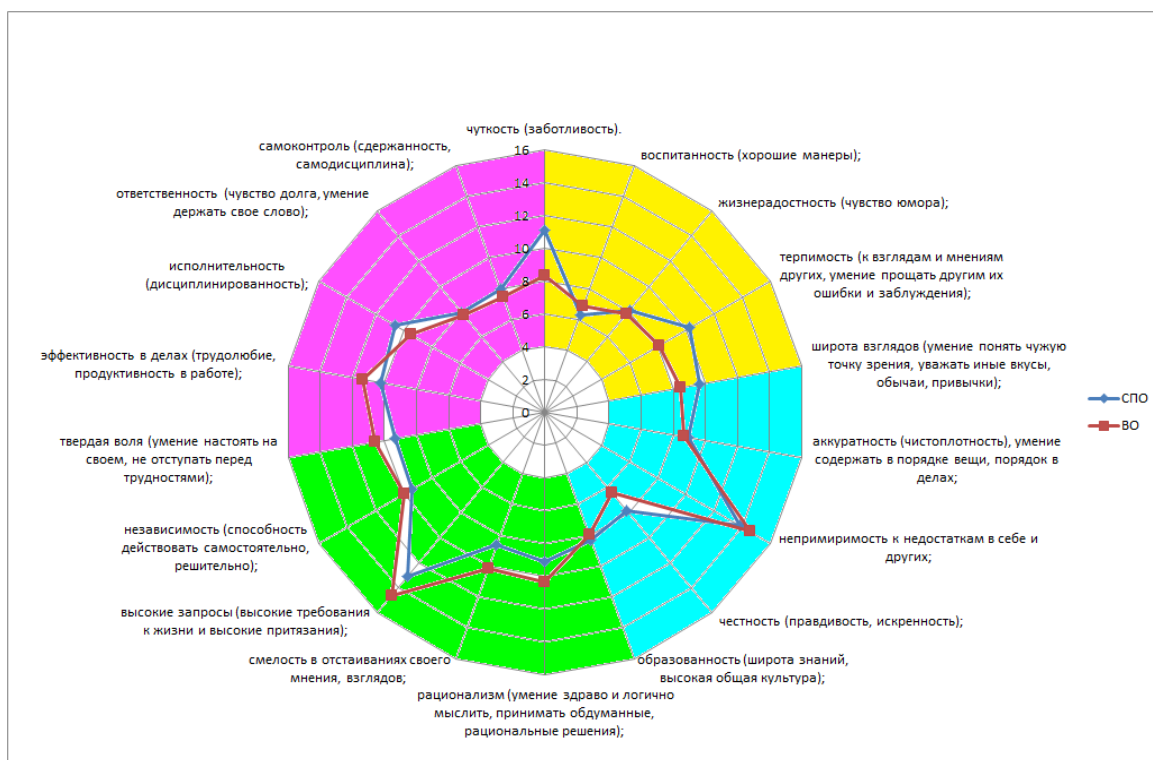 чуткость (заботливость).
воспитанность (хорошие манеры);
жизнерадостность (чувство юмора);
терпимость (к взглядам и мнениям
других, умение прощать другим их
ошибки и заблуждения);
широта взглядов (умение понять чужую
точку зрения, уважать иные вкусы,
обычаи, привычки);
аккуратность (чистоплотность), умение
содержать в порядке вещи, порядок в
делах;
непримиримость к недостаткам в себе и
других;
честность (правдивость, искренность);
образованность (широта знаний,
высокая общая культура);
рационализм (умение здраво и логично
мыслить, принимать обдуманные,
рациональные решения);
смелость в отстаиваниях своего
мнения, взглядов;
высокие запросы (высокие требования
к жизни и высокие притязания);
независимость (способность
действовать самостоятельно,
решительно);
твердая воля (умение настоять на
своем, не отступать перед
трудностями);
эффективность в делах (трудолюбие,
продуктивность в работе);
исполнительность
(дисциплинированность);
ответственность (чувство долга, умение
держать свое слово);
самоконтроль (сдержанность,
самодисциплина);
16
14
12
10
8
6
4
2
0
СПО
ВО